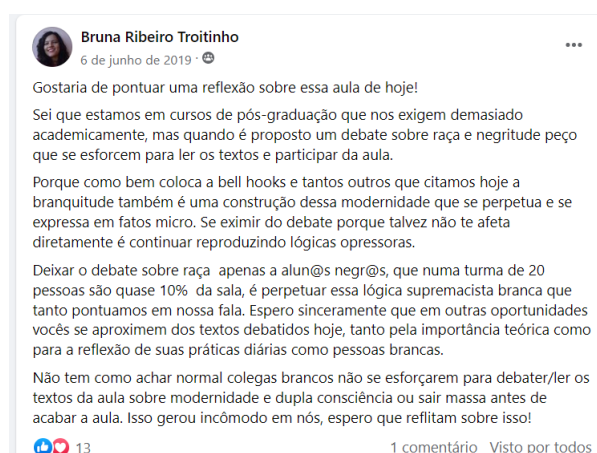 Bruna Ribeiro Troitinho
6 de junho de 2019 ·
Gostaria de pontuar uma reflexão sobre essa aula de hoje!
Sei que estamos em cursos de pós-graduação que nos exigem demasiado
academicamente, mas quando é proposto um debate sobre raça e negritude peço
que se esforcem para ler os textos e participar da aula.
Porque como bem coloca a bell hooks e tantos outros que citamos hoje a
branquitude também é uma construção dessa modernidade que se perpetua e se
expressa em fatos micro. Se eximir do debate porque talvez não te afeta
diretamente é continuar reproduzindo lógicas opressoras.
Deixar o debate sobre raça apenas a alun@s negr@s, que numa turma de 20
pessoas são quase 10% da sala, é perpetuar essa lógica supremacista branca que
tanto pontuamos em nossa fala. Espero sinceramente que em outras oportunidades
vocês se aproximem dos textos debatidos hoje, tanto pela importância teórica como
para a reflexão de suas práticas diárias como pessoas brancas.
Não tem como achar normal colegas brancos não se esforçarem para debater/ler os
textos da aula sobre modernidade e dupla consciência ou sair massa antes de
acabar a aula. Isso gerou incômodo em nós, espero que reflitam sobre isso!
13
1 comentário Visto por todos